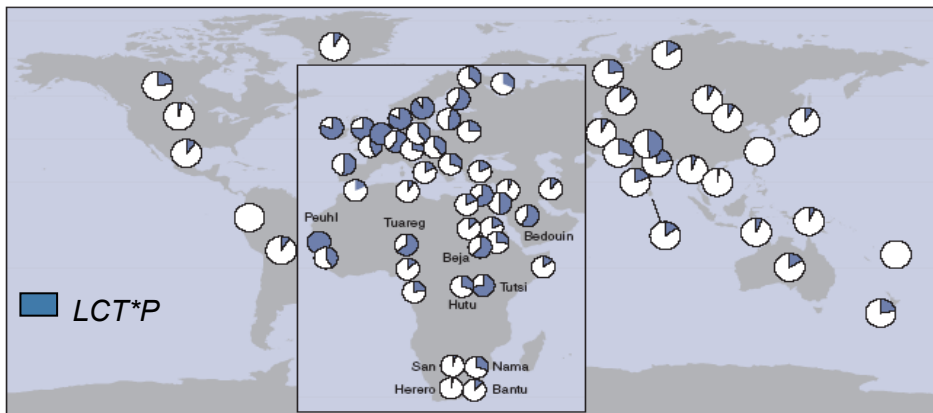 Peuhl
Tuareg
Bedouin
Beja
Tutsi
Hutu
LCT*P
San
Nama
Herero
Bantu